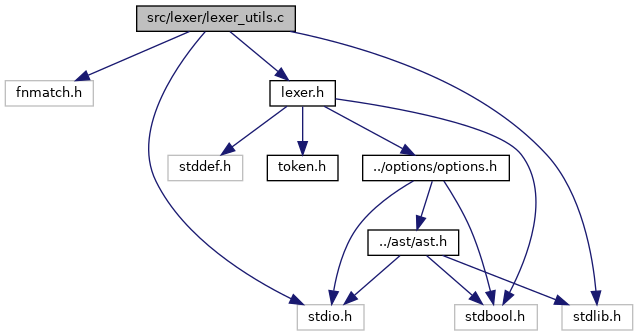 src/lexer/lexer_utils.c
fnmatch.h
lexer.h
stddef.h
token.h
../options/options.h
../ast/ast.h
stdio.h
stdbool.h
stdlib.h